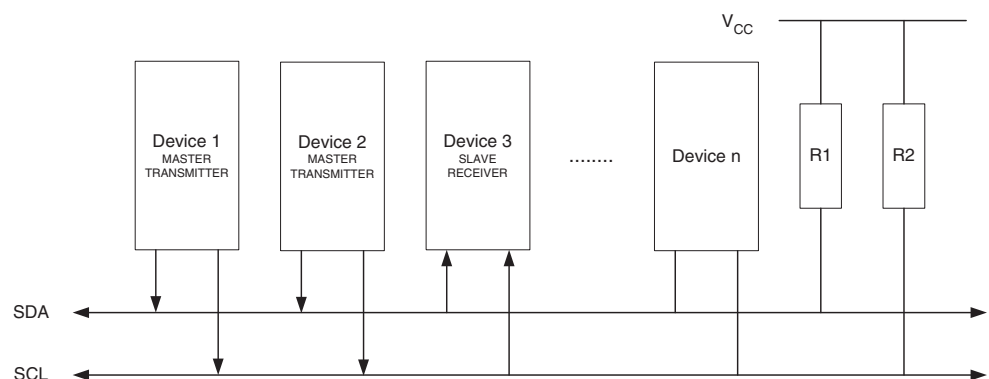 VCC
Device 1
MASTER
TRANSMITTER
Device 2
MASTER
TRANSMITTER
Device 3
SLAVE
RECEIVER
........
Device n
R1
R2
SDA
SCL